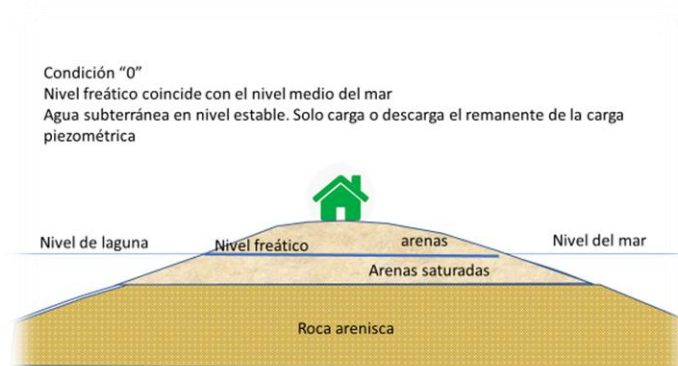 Condición “0”
Nivel freático coincide con el nivel medio del mar
Agua subterránea en nivel estable. Solo carga o descarga el remanente de la carga
piezométrica
Nivel de laguna
Nivel freático
arenas
Nivel del mar
Arenas saturadas
Roca arenisca